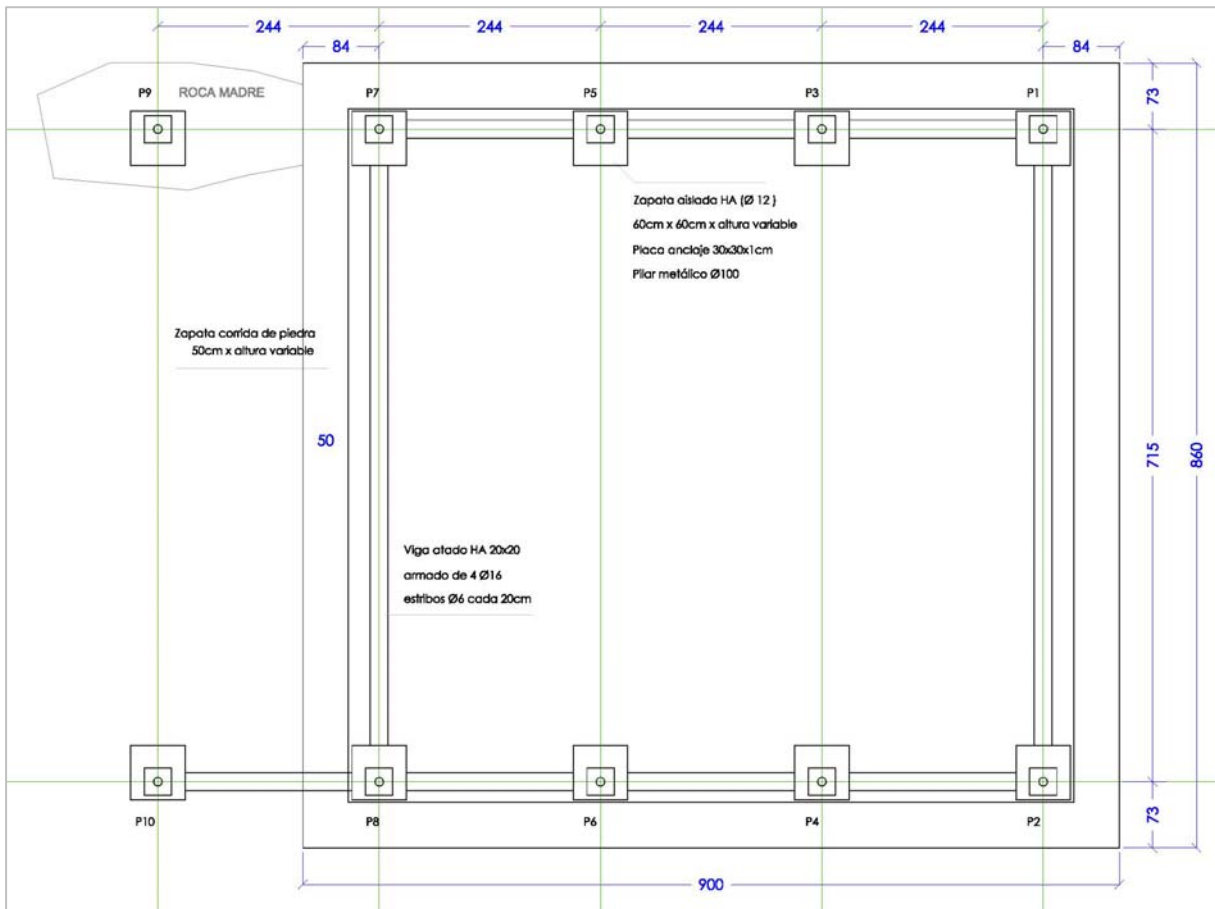 244
244
244
244
84
84
P9
ROCA MADRE
P7
P5
P3
P1
73
Zapata aislada HA (Ø 12 )
60cm x 60cm x altura variable
Placa anclaje 30x30x1cm
Pilar metálico Ø100
Zapata corrida de piedra
50cm x altura variable
50
715
860
Viga atado HA 20x20
armado de 4 Ø16
estribos Ø6 cada 20cm
P10
P8
P6
P4
P2
73
900